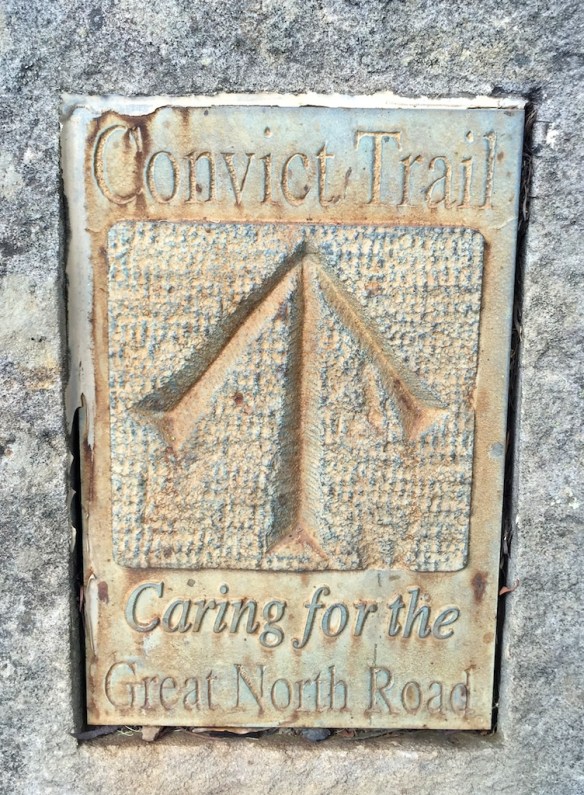 Convict Trail
Caring for the
Great North Road